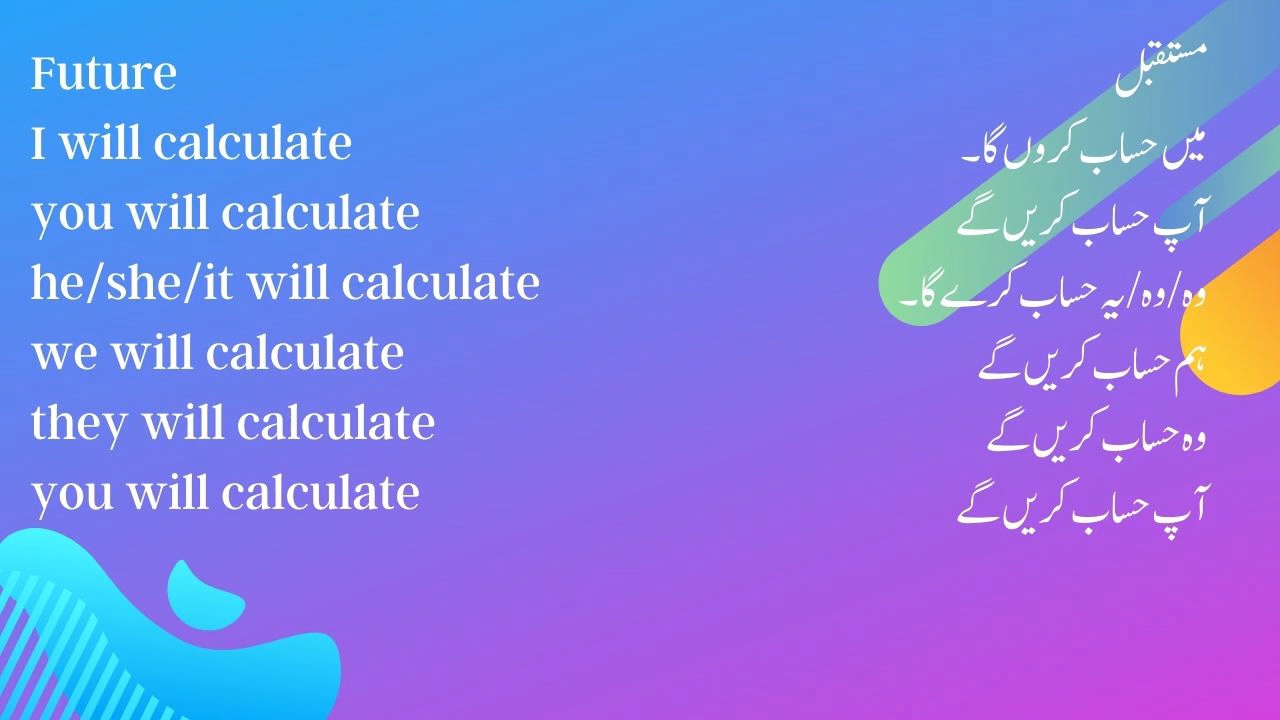 Future
I will calculate
you will calculate
he/she/it will calculate
we will calculate
they will calculate
you will calculate
مستقبل
میں حساب کروں گا۔
آپ حساب کریں گے
وہ/وہ/یہ حساب کرے گا۔
ہم حساب کریں گے
وہ حساب کریں گے
آپ حساب کریں گے